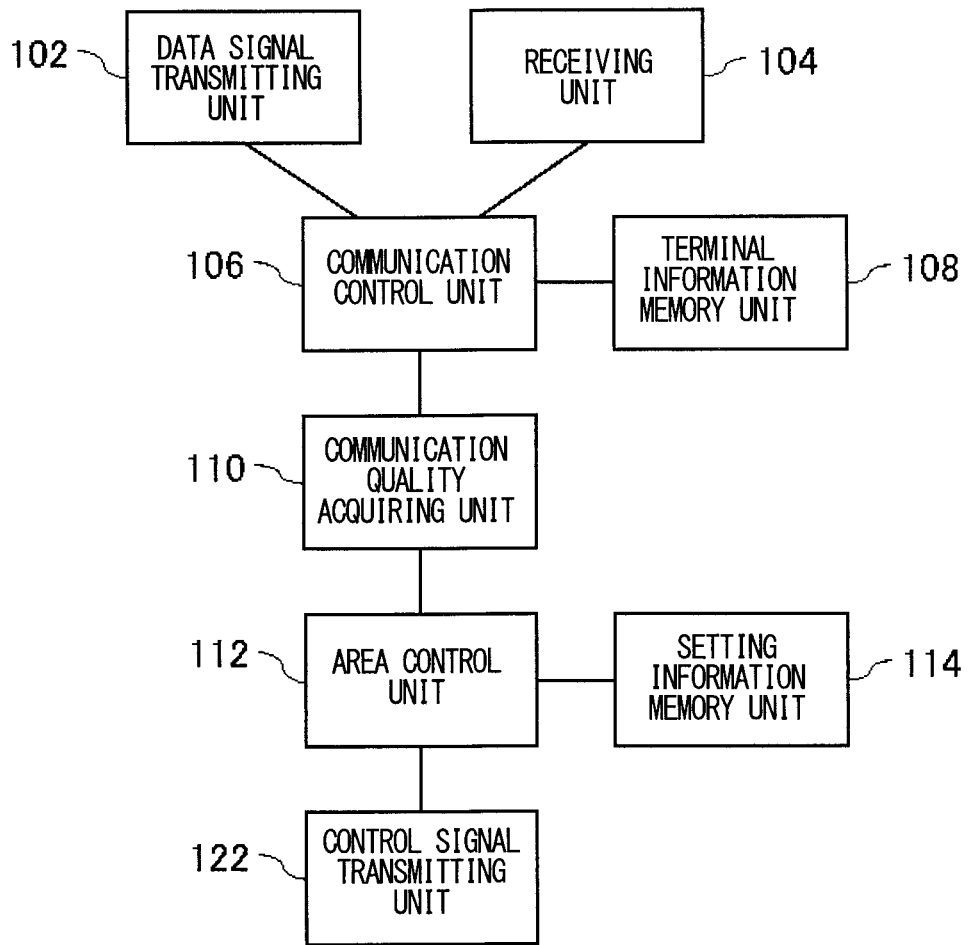 102
DATA SIGNAL
TRANSMITTING
UNIT
RECEIVING
UNIT
104
106
COMMUNICATION
CONTROL UNIT
TERMINAL
INFORMATION
MEMORY UNIT
108
110
COMMUNICATION
QUALITY
ACQUIRING UNIT
112
AREA CONTROL
UNIT
SETTING
INFORMATION
MEMORY UNIT
114
122
CONTROL SIGNAL
TRANSMITTING
UNIT